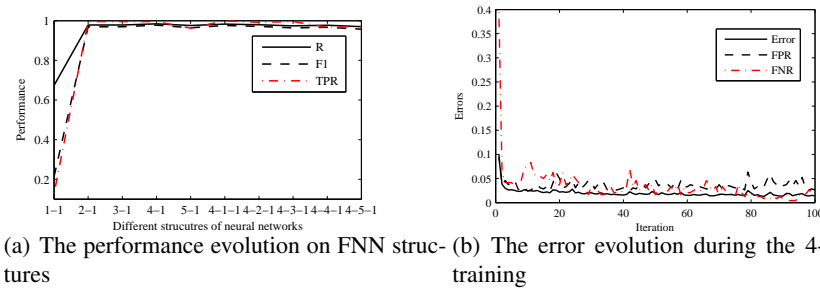 1
0.8
0.6
0.4
0.2
Performance
R
F1
TPR
1−1 2−1 3−1 4−1 5−1 4−1−1 4−2−1 4−3−1 4−4−1 4−5−1
Different strucutres of neural networks
0.4
0.35
0.3
0.25
0.2
0.15
0.1
0.05
0
Errors
Error
FPR
FNR
0 20 40 60 80 100
Iteration
(a) The performance evolution on FNN struc-
tures
(b) The error evolution during the 4-
training